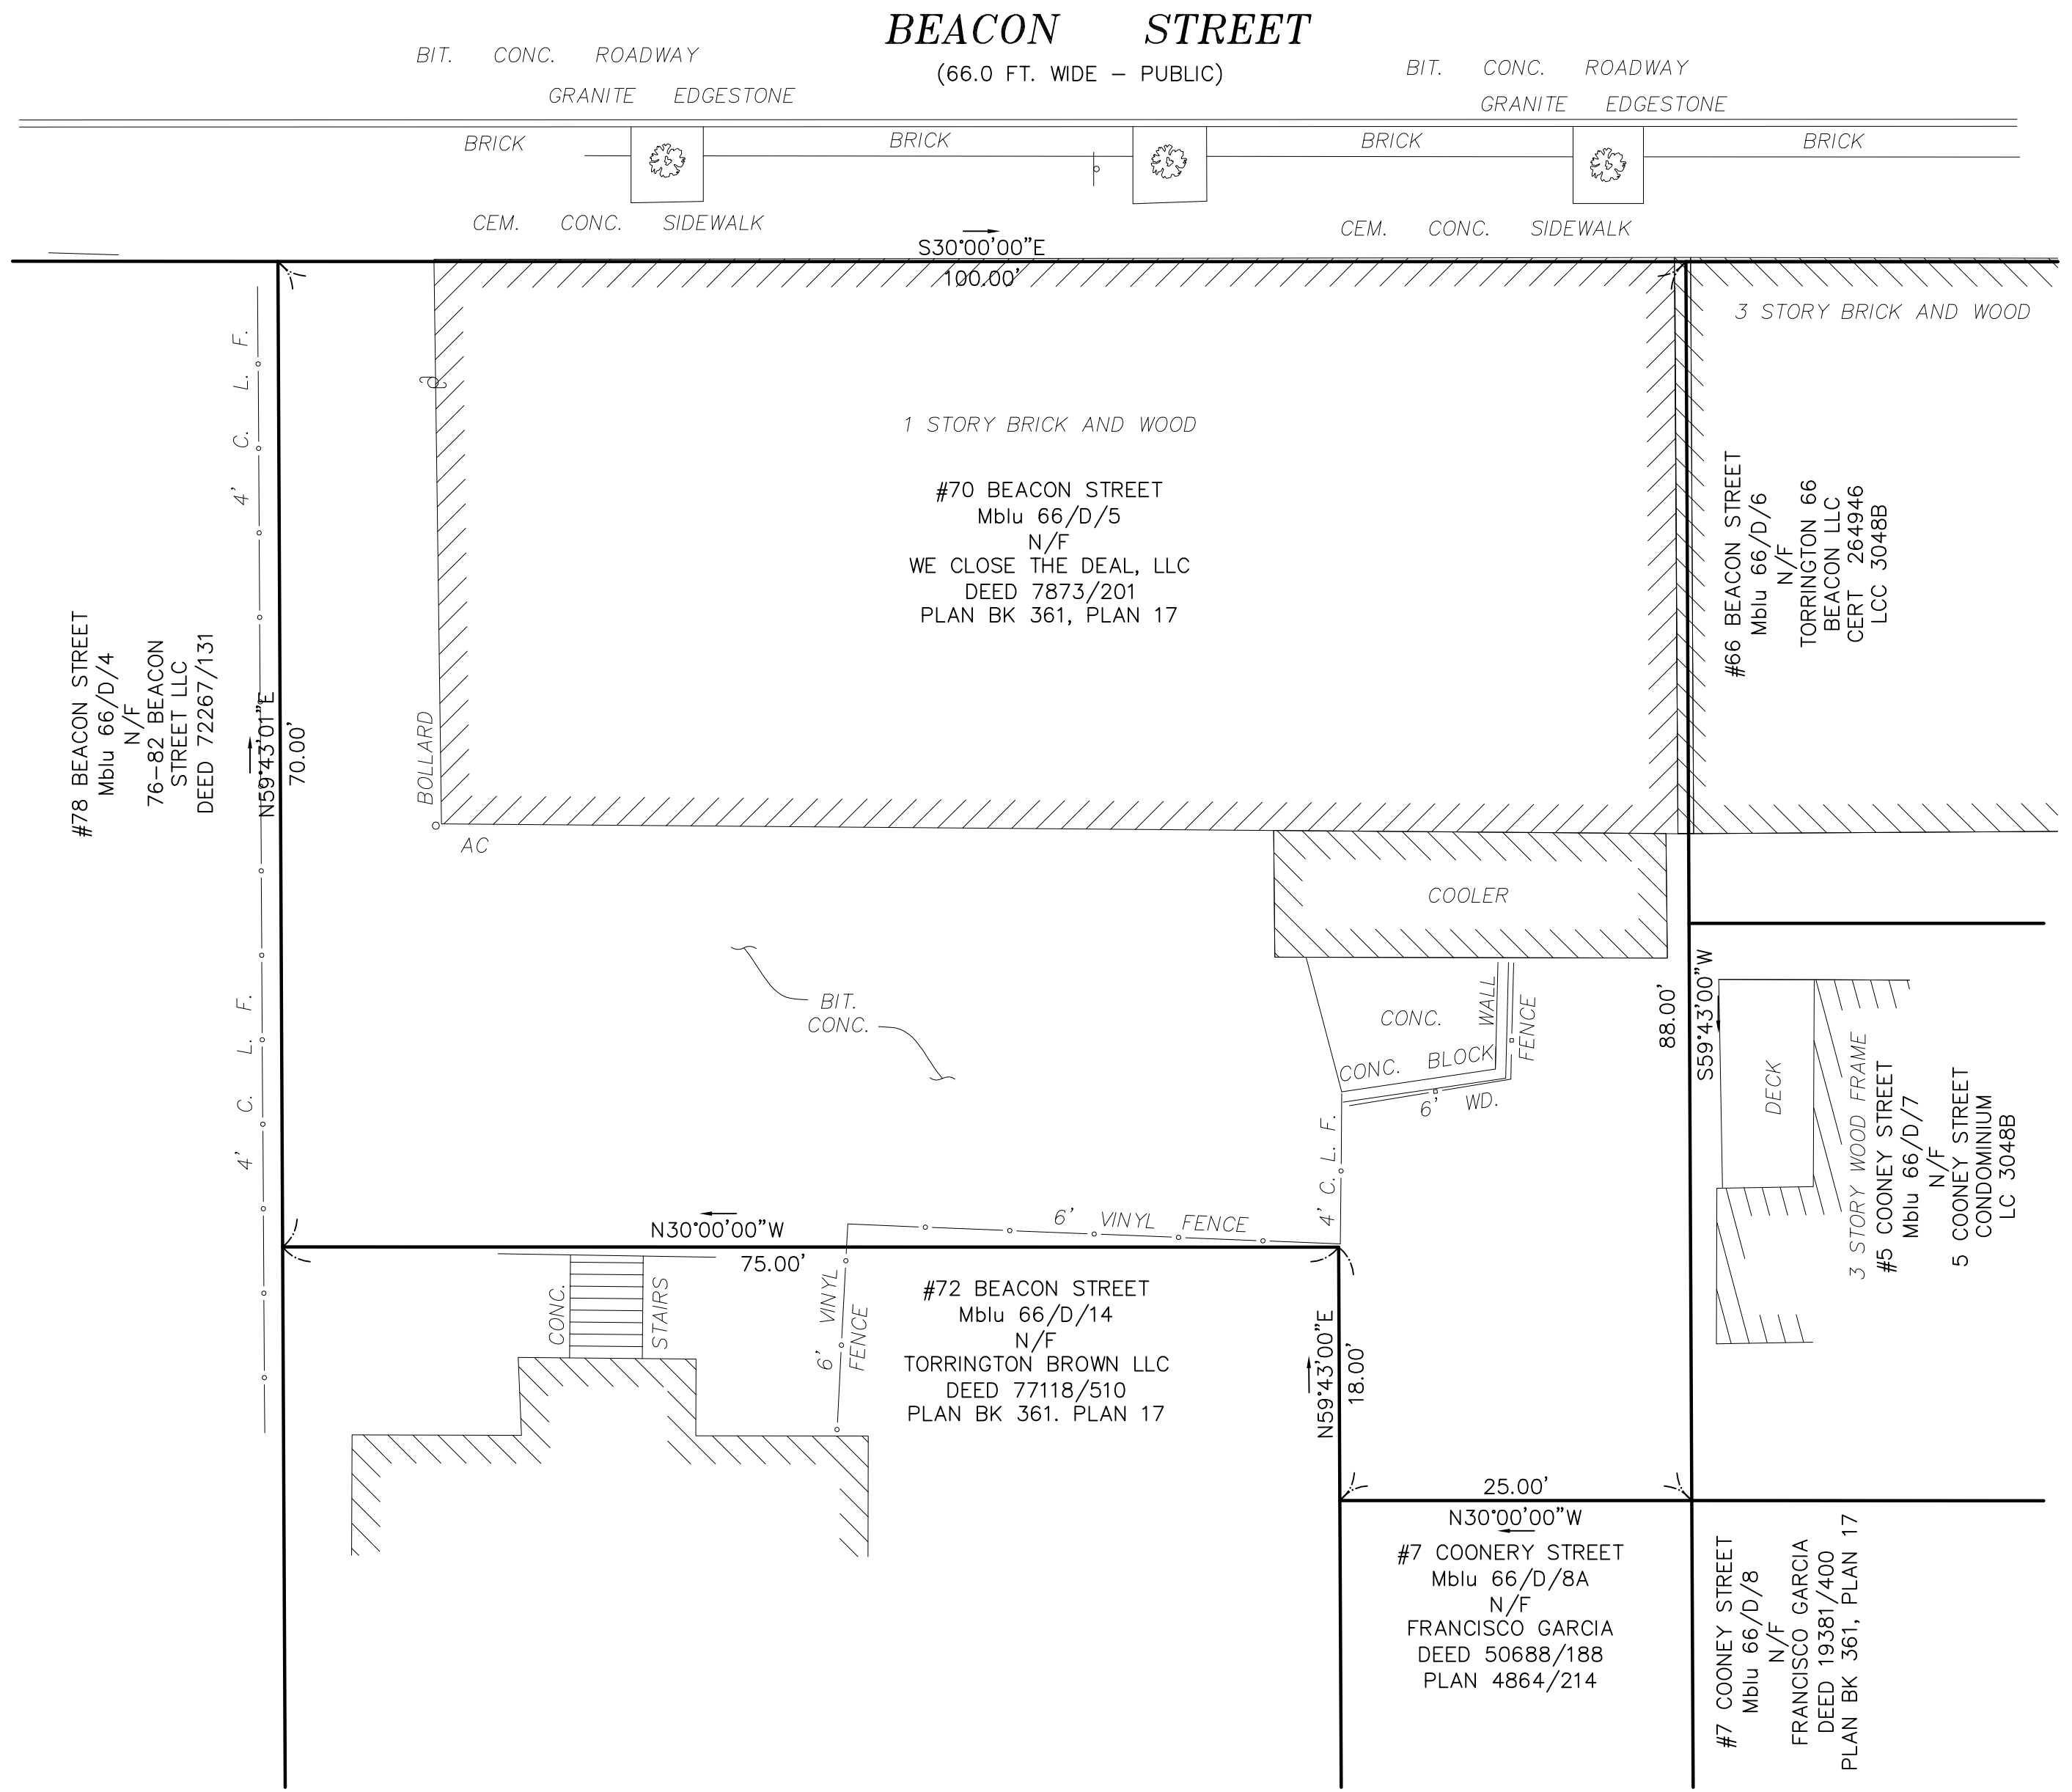 BEACON STREET
(66.0 FT. WIDE – PUBLIC)
BIT. CONC. ROADWAY
GRANITE EDGESTONE
BIT. CONC. ROADWAY
GRANITE EDGESTONE
BRICK
BRICK
BRICK
BRICK
CEM. CONC. SIDEWALK
CEM. CONC. SIDEWALK
S30°00'00"E
100.00'
3 STORY BRICK AND WOOD
4' C. L. F.
1 STORY BRICK AND WOOD
#70 BEACON STREET
Mblu 66/D/5
N/F
WE CLOSE THE DEAL, LLC
DEED 7873/201
PLAN BK 361, PLAN 17
#66 BEACON STREET
Mblu 66/D/6
N/F
TORRINGTON 66
BEACON LLC
CERT 264946
LCC 3048B
#78 BEACON STREET
Mblu 66/D/4
N/F
76–82 BEACON
STREET LLC
DEED 72267/131
N59°43'01"E
70.00'
BOLLARD
AC
COOLER
BIT.
CONC.
CONC.
WALL
FENCE
CONC. BLOCK
6' WD.
88.00'
S59°43'00"W
DECK
3 STORY WOOD FRAME
#5 COONEY STREET
Mblu 66/D/7
N/F
5 COONEY STREET
CONDOMINIUM
LC 3048B
4' C. L. F.
4' C. L. F.
N30°00'00"W
75.00'
6' VINYL FENCE
CONC.
STAIRS
6' VINYL
FENCE
#72 BEACON STREET
Mblu 66/D/14
N/F
TORRINGTON BROWN LLC
DEED 77118/510
PLAN BK 361. PLAN 17
N59°43'00"E
18.00'
25.00'
N30°00'00"W
#7 COONERY STREET
Mblu 66/D/8A
N/F
FRANCISCO GARCIA
DEED 50688/188
PLAN 4864/214
#7 COONEY STREET
Mblu 66/D/8
N/F
FRANCISCO GARCIA
DEED 19381/400
PLAN BK 361, PLAN 17